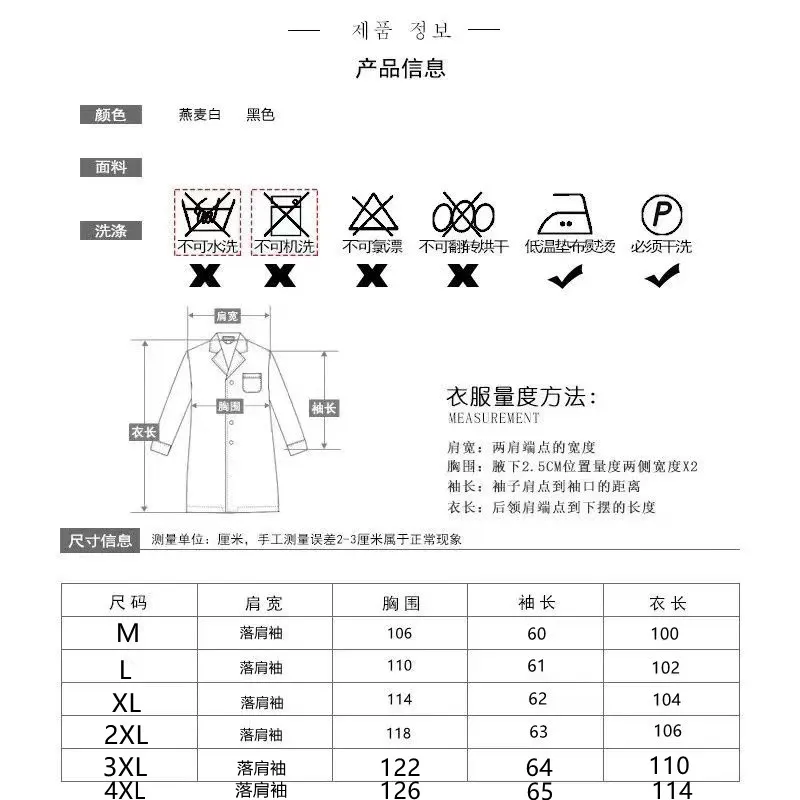 제품 정보
产品信息
颜色 燕麦白 黑色
面料
洗涤
不可水洗 不可机洗 不可氯漂 不可翻转烘干 低温垫布熨烫 必须干洗
P
肩宽
胸围
袖长
衣长
衣服量度方法：
MEASUREMENT
肩宽：两肩端点的宽度
胸围：腋下2.5CM位置量度两侧宽度X2
袖长：袖子肩点到袖口的距离
衣长：后领肩端点到下摆的长度
尺寸信息 测量单位：厘米，手工测量误差2-3厘米属于正常现象
尺码 肩宽 胸围 袖长 衣长
M 落肩袖 106 60 100
L 落肩袖 110 61 102
XL 落肩袖 114 62 104
2XL 落肩袖 118 63 106
3XL 落肩袖 122 64 110
4XL 落肩袖 126 65 114